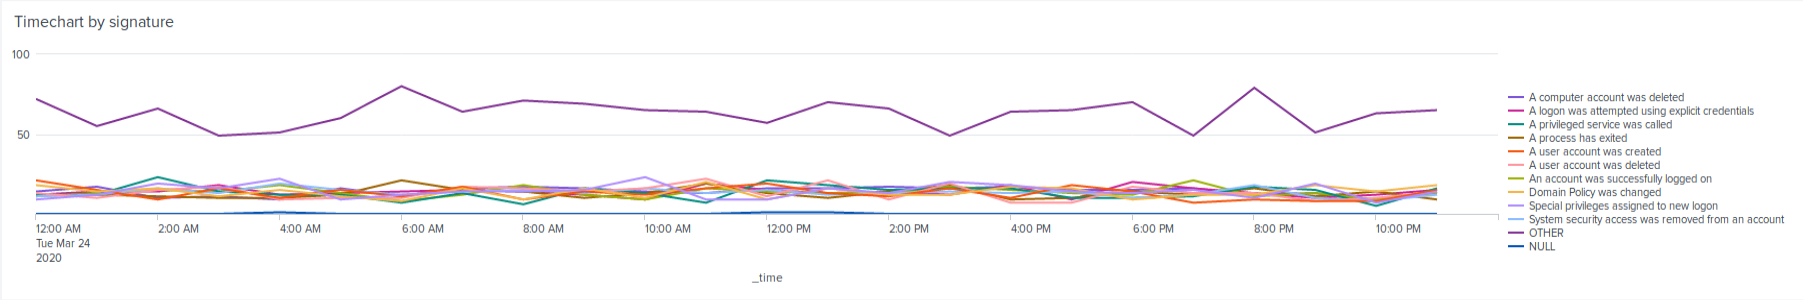 Timechart by signature
100
50
12:00 AM
Tue Mar 24
2020
2:00 AM
4:00 AM
6:00 AM
8:00 AM
10:00 AM
12:00 PM
2:00 PM
4:00 PM
6:00 PM
8:00 PM
10:00 PM
_time
A computer account was deleted
A logon was attempted using explicit credentials
A privileged service was called
A process has exited
A user account was created
A user account was deleted
An account was successfully logged on
Domain Policy was changed
Special privileges assigned to new logon
System security access was removed from an account
OTHER
NULL